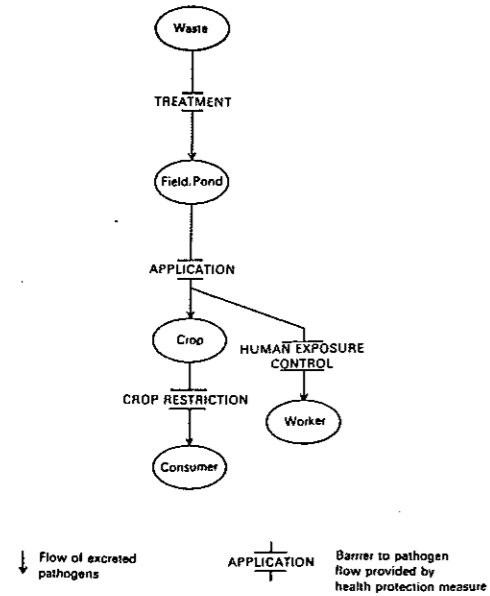 Waste
TREATMENT
Field.Pond
APPLICATION
Crop
HUMAN EXPOSURE
CONTROL
CROP RESTRICTION
Worker
Consumer
Flow of excreted
pathogens
APPLICATION
Barrier to pathogen
flow provided by
health protection measure